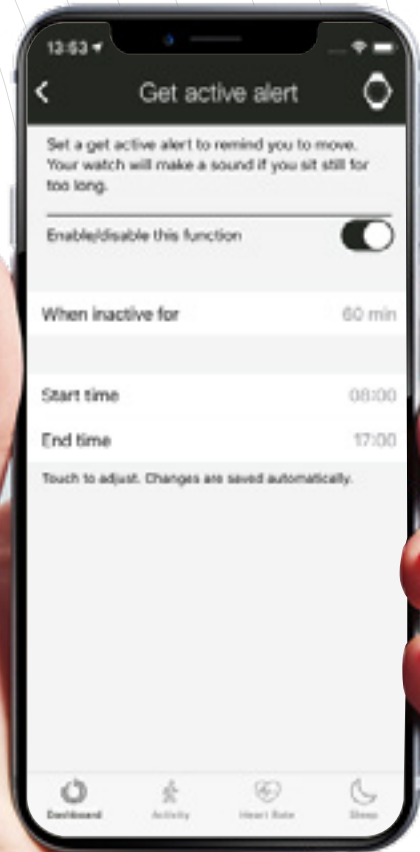 13:53
Get active alert
Set a get active alert to remind you to move.
Your watch will make a sound if you sit still for
too long.
Enable/disable this function
When inactive for 60 min
Start time 08:00
End time 17:00
Touch to adjust. Changes are saved automatically.
Dashboard Activity Heart Rate Sleep